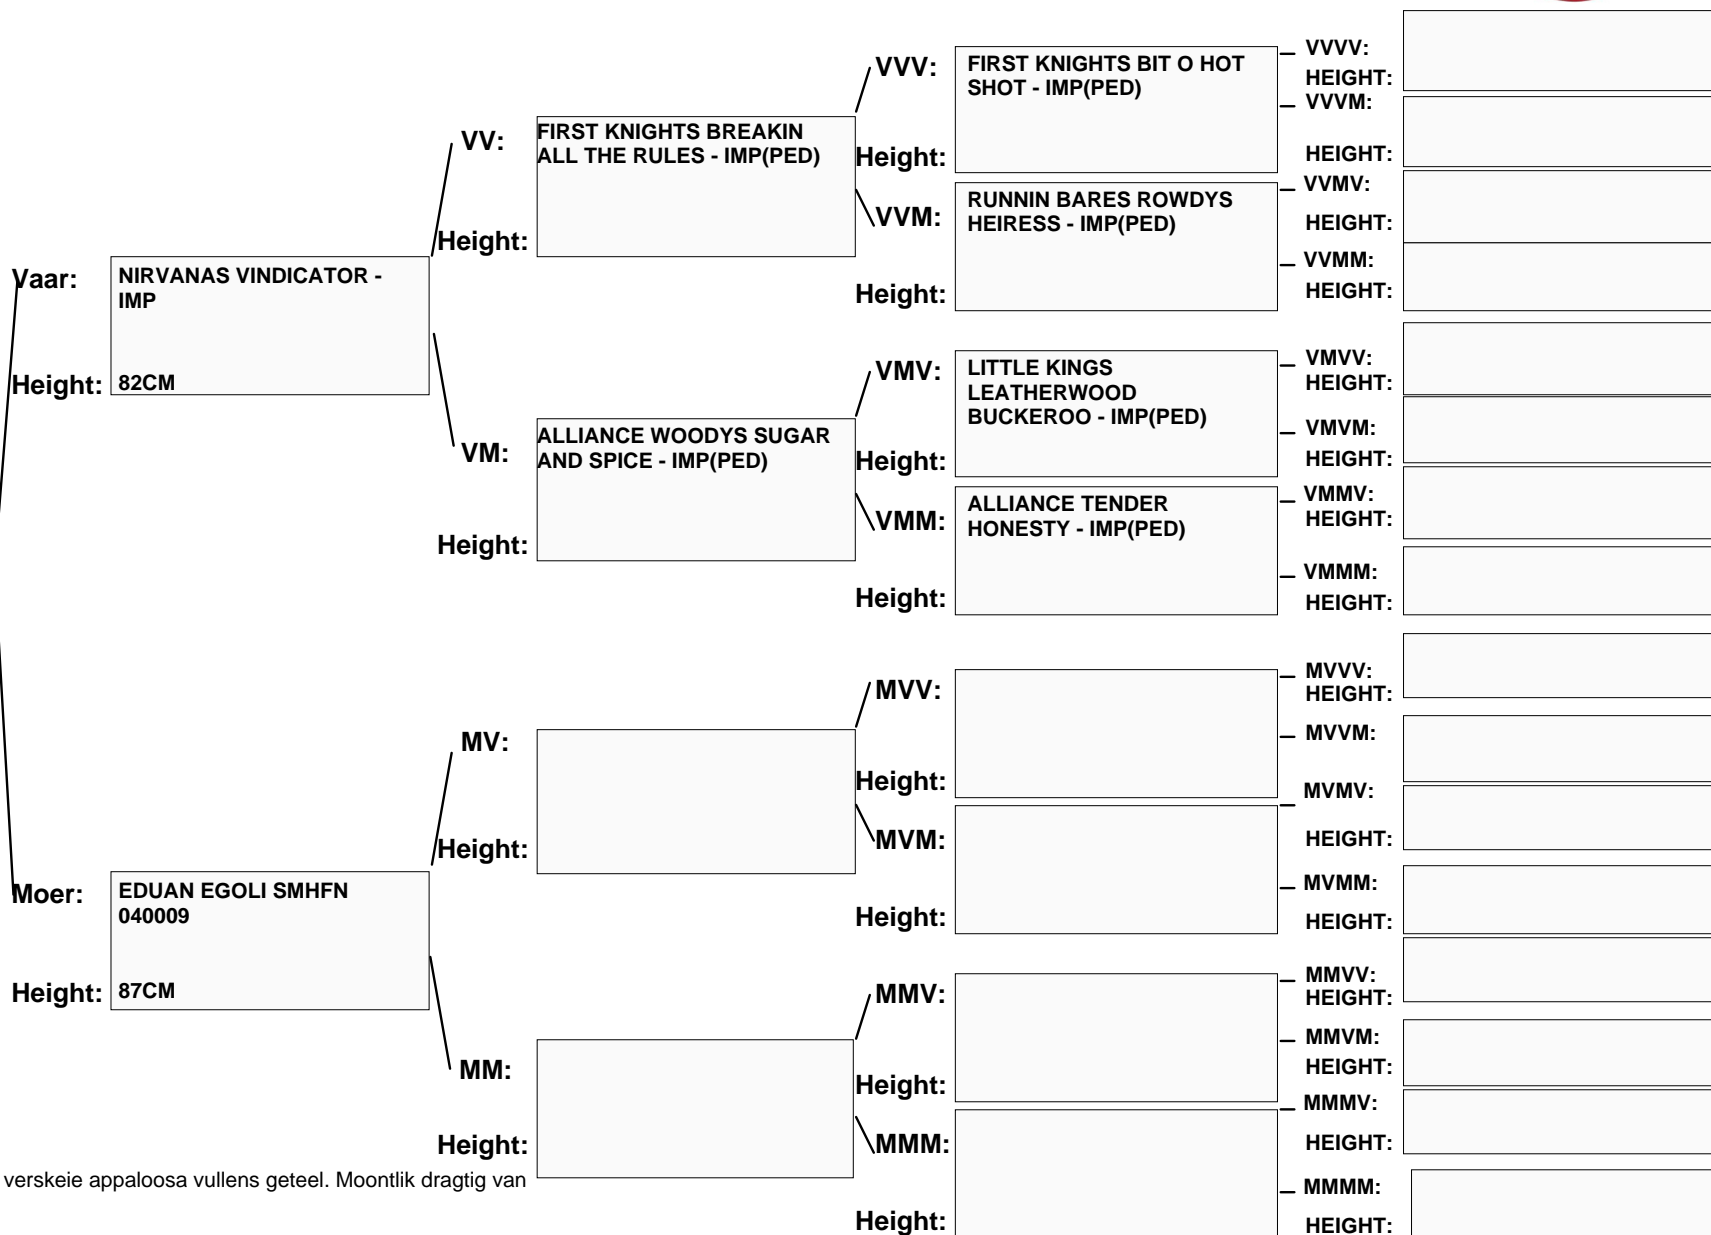 Vaar:
NIRVANAS VINDICATOR -
IMP
Height:
82CM
Moer:
EDUAN EGOLI SMHFN
040009
Height:
87CM
verskeie appaloosa vullens geteel. Moontlik dragtig van
VV:
FIRST KNIGHTS BREAKIN
ALL THE RULES - IMP(PED)
Height:
VM:
ALLIANCE WOODYS SUGAR
AND SPICE - IMP(PED)
Height:
MV:
Height:
MM:
Height:
VVV:
FIRST KNIGHTS BIT O HOT
SHOT - IMP(PED)
Height:
VVM:
RUNNIN BARES ROWDYS
HEIRESS - IMP(PED)
Height:
VMV:
LITTLE KINGS
LEATHERWOOD
BUCKEROO - IMP(PED)
Height:
VMM:
ALLIANCE TENDER
HONESTY - IMP(PED)
Height:
MVV:
Height:
MVM:
Height:
MMV:
Height:
MMM:
Height:
VVVV:
HEIGHT:
VVVM:
HEIGHT:
VVMV:
HEIGHT:
VVMM:
HEIGHT:
VMVV:
HEIGHT:
VMVM:
HEIGHT:
VMMV:
HEIGHT:
VMMM:
HEIGHT:
MVVV:
HEIGHT:
MVVM:
MVMV:
HEIGHT:
MVMM:
HEIGHT:
MMVV:
HEIGHT:
MMVM:
HEIGHT:
MMMV:
HEIGHT:
MMMM:
HEIGHT: